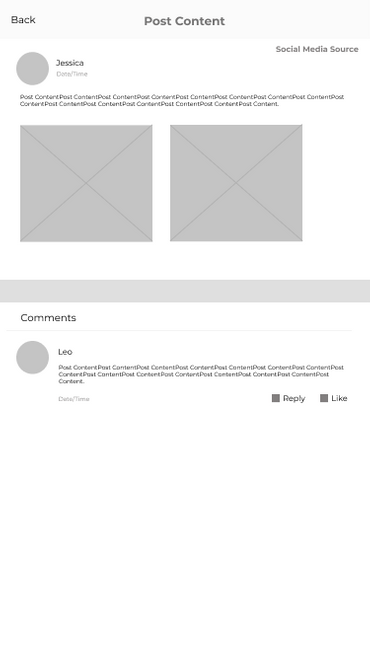 Back
Post Content
Social Media Source
Jessica
Date/Time
Post ContentPost ContentPost ContentPost ContentPost ContentPost ContentPost ContentPost ContentPost
ContentPost ContentPost ContentPost ContentPost ContentPost ContentPost Content.
Comments
Leo
Post ContentPost ContentPost ContentPost ContentPost ContentPost ContentPost ContentPost
ContentPost ContentPost ContentPost ContentPost ContentPost ContentPost ContentPost
Content.
Date/Time
Reply
Like